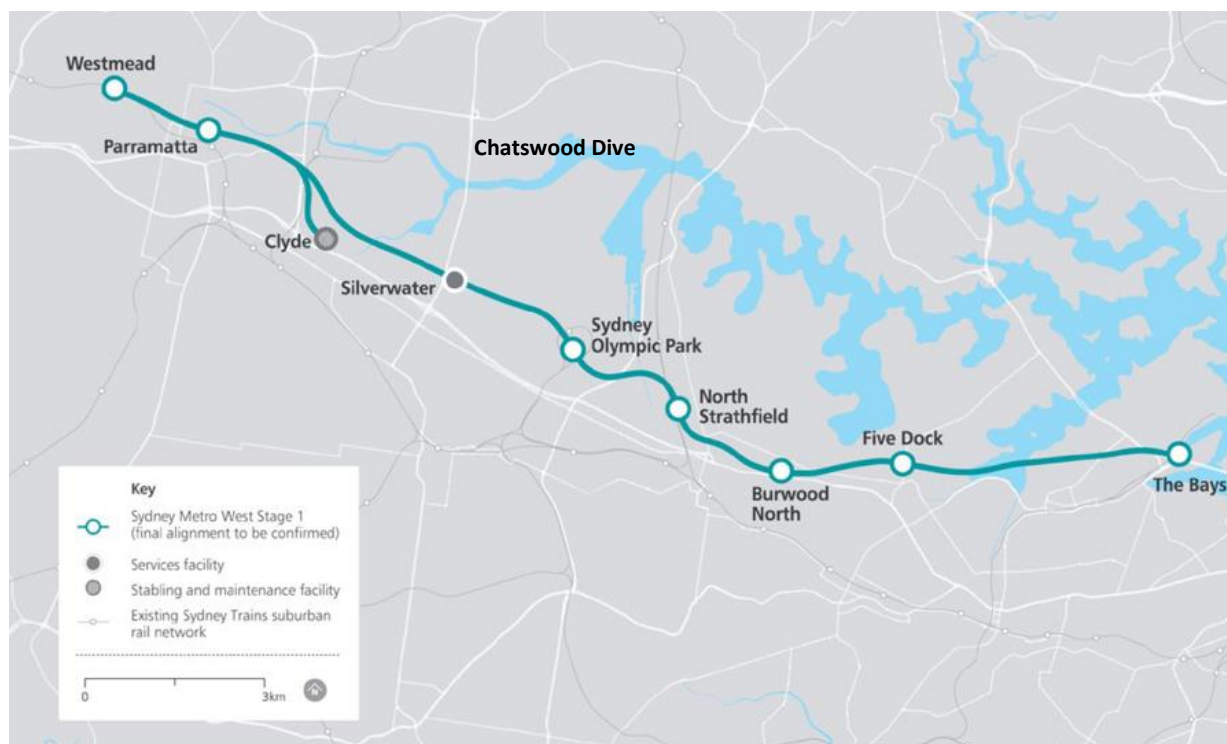 Westmead
Parramatta
Chatswood Dive
Clyde
Silverwater
Sydney
Olympic Park
North
Strathfield
Five Dock
Burwood
North
The Bays
Key
Sydney Metro West Stage 1
(final alignment to be confirmed)
Services facility
Stabling and maintenance facility
Existing Sydney Trains suburban
rail network
0
3km
N